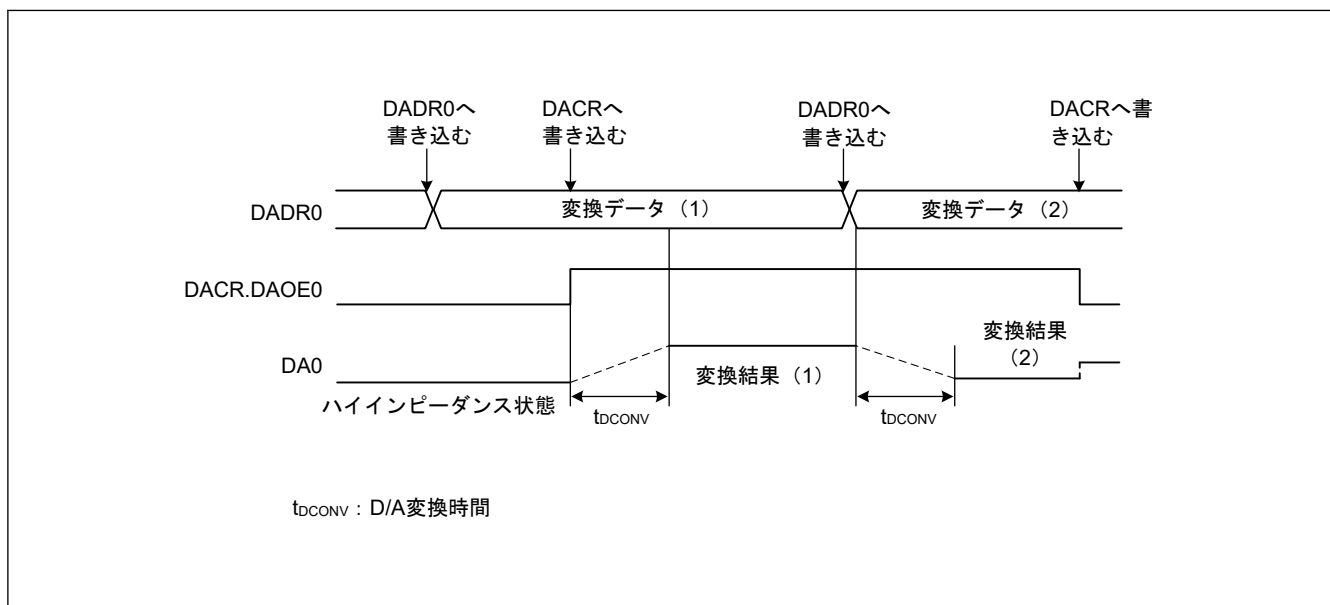 DADR0へ
書き込む
DACRへ
書き込む
DADR0へ
書き込む
DACRへ書
き込む
DADR0
変換データ（1）
変換データ（2）
DACR.DAOE0
DA0
変換結果（1）
変換結果
（2）
ハイインピーダンス状態
tDCONV
tDCONV
tDCONV：D/A変換時間